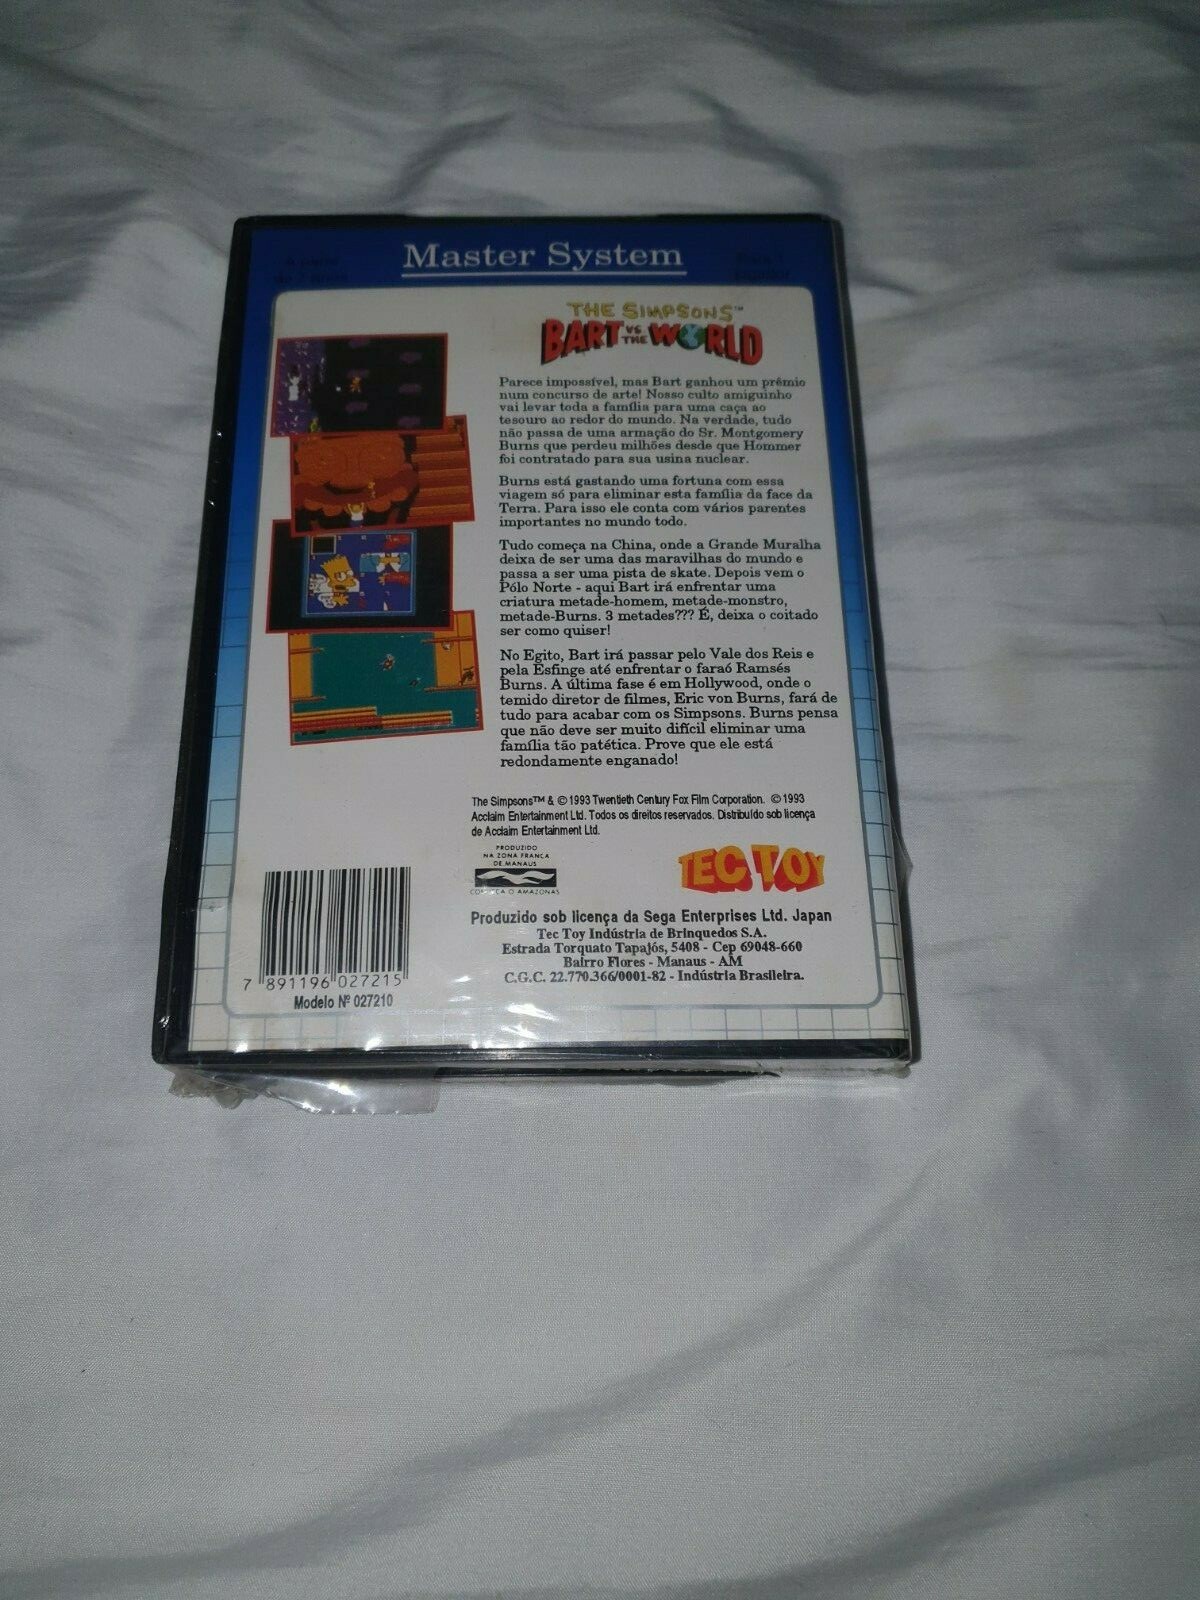 Master System
THE SIMPSONS™
BART VS THE WORLD
Parece impossível, mas Bart ganhou um prêmio
num concurso de arte! Nosso culto amiguinho
vai levar toda a família para uma caça ao
tesouro ao redor do mundo. Na verdade, tudo
não passa de uma armação do Sr. Montgomery
Burns que perdeu milhões desde que Hommer
foi contratado para sua usina nuclear.
Burns está gastando uma fortuna com essa
viagem só para eliminar esta família da face da
Terra. Para isso ele conta com vários parentes
importantes no mundo todo.
Tudo começa na China, onde a Grande Muralha
deixa de ser uma das maravilhas do mundo e
passa a ser uma pista de skate. Depois vem o
Pólo Norte - aqui Bart irá enfrentar uma
criatura metade-homem, metade-monstro,
metade-Burns. 3 metades??? É, deixa o coitado
ser como quiser!
No Egito, Bart irá passar pelo Vale dos Reis e
pela Esfinge até enfrentar o faraó Ramsés
Burns. A última fase é em Hollywood, onde o
temido diretor de filmes, Eric von Burns, fará de
tudo para acabar com os Simpsons. Burns pensa
que não deve ser muito difícil eliminar uma
família tão patética. Prove que ele está
redondamente enganado!
The Simpsons™ & © 1993 Twentieth Century Fox Film Corporation. © 1993
Acclaim Entertainment Ltd. Todos os direitos reservados. Distribuído sob licença
de Acclaim Entertainment Ltd.
PRODUZIDO
NA ZONA FRANCA
DE MANAUS
CONHEÇA O AMAZONAS
TEC TOY
Produzido sob licença da Sega Enterprises Ltd. Japan
Tec Toy Indústria de Brinquedos S.A.
Estrada Torquato Tapajós, 5408 - Cep 69048-660
Bairro Flores - Manaus - AM
C.G.C. 22.770.366/0001-82 - Indústria Brasileira.
7 891196 027215
Modelo Nº 027210